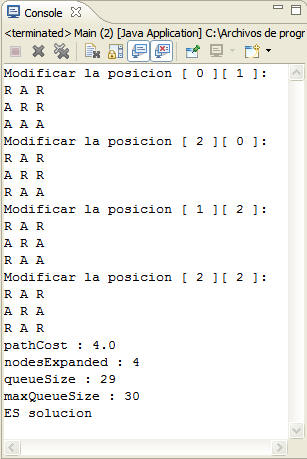 Console
<terminated> Main (2) [Java Application] C:\Archivos de progr
Modificar la posicion [ 0 ][ 1 ]:
R A R
A R R
A A A
Modificar la posicion [ 2 ][ 0 ]:
R A R
A R R
R A A
Modificar la posicion [ 1 ][ 2 ]:
R A R
A R A
R A A
Modificar la posicion [ 2 ][ 2 ]:
R A R
A R A
R A R
pathCost : 4.0
nodesExpanded : 4
queueSize : 29
maxQueueSize : 30
ES solucion